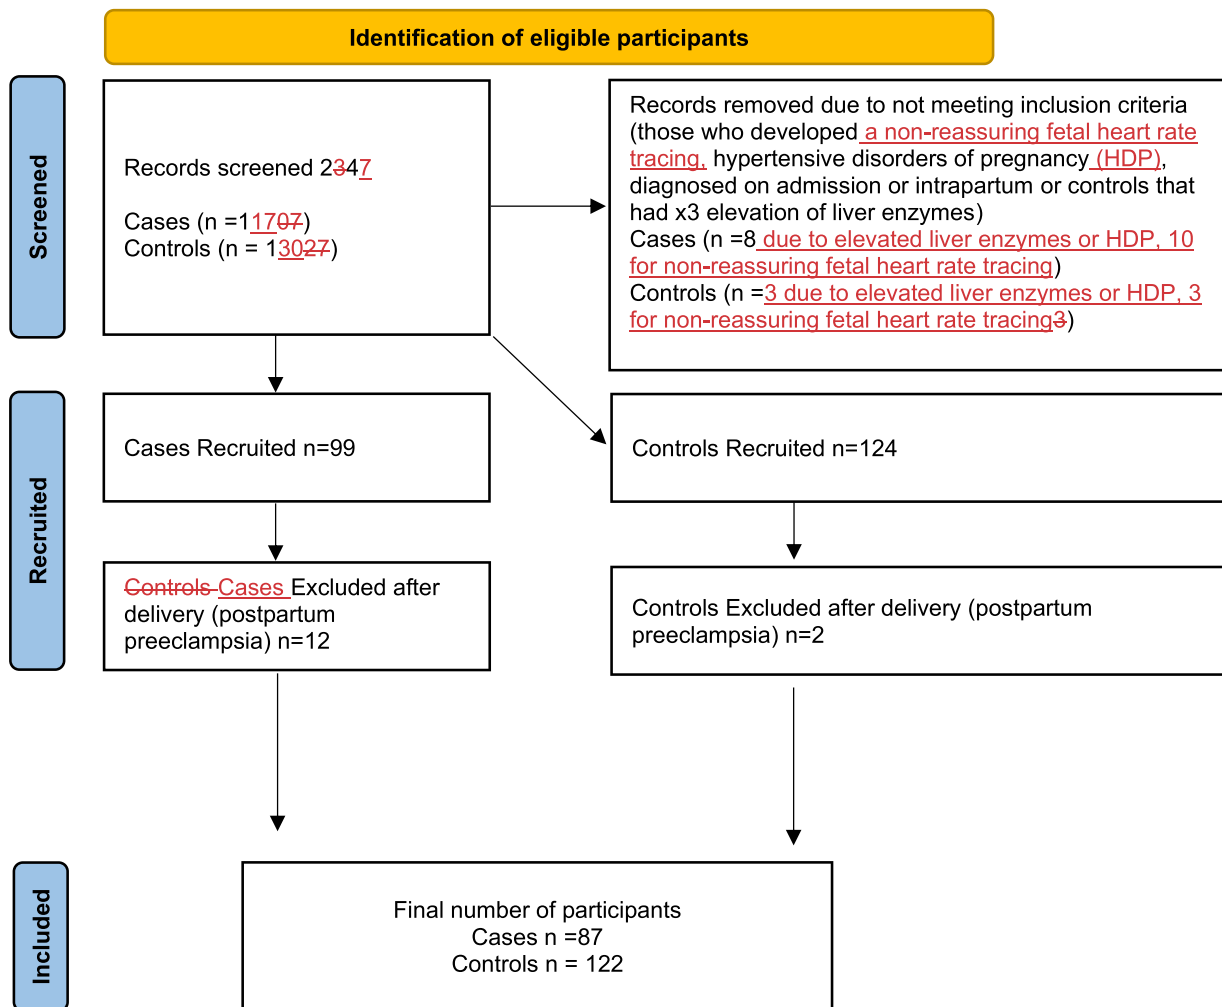 Identification of eligible participants
Screened
Records screened 2347
Cases (n =11707)
Controls (n = 13027)
Records removed due to not meeting inclusion criteria
(those who developed a non-reassuring fetal heart rate
tracing, hypertensive disorders of pregnancy (HDP),
diagnosed on admission or intrapartum or controls that
had x3 elevation of liver enzymes)
Cases (n =8 due to elevated liver enzymes or HDP, 10
for non-reassuring fetal heart rate tracing)
Controls (n =3 due to elevated liver enzymes or HDP, 3
for non-reassuring fetal heart rate tracing3)
Recruited
Cases Recruited n=99
Controls Recruited n=124
Controls Cases Excluded after
delivery (postpartum
preeclampsia) n=12
Controls Excluded after delivery (postpartum
preeclampsia) n=2
Included
Final number of participants
Cases n =87
Controls n = 122